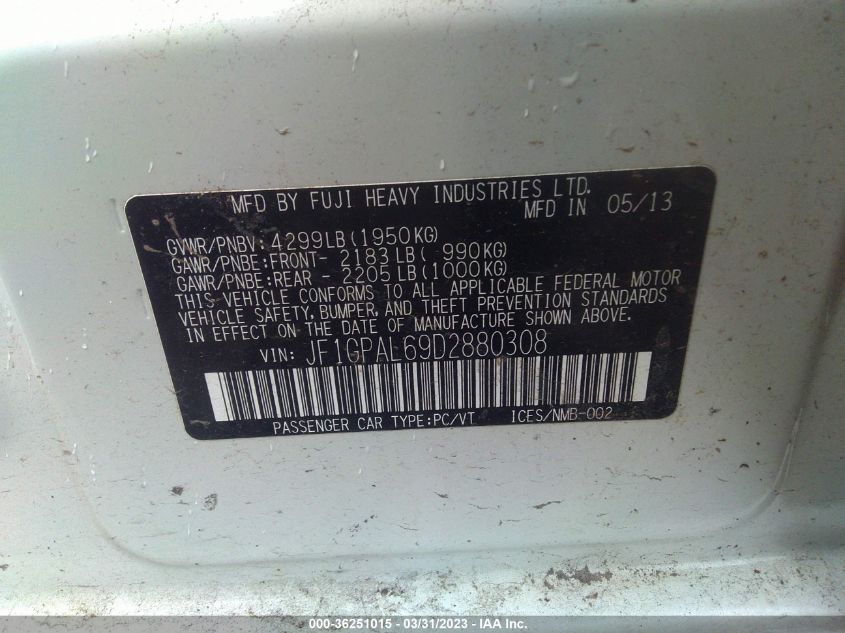 MFD BY FUJI HEAVY INDUSTRIES LTD.
MFD IN 05/13
GVWR/PNBV: 4299LB(1950KG)
GAWR/PNBE:FRONT- 2183LB( 990KG)
GAWR/PNBE:REAR - 2205LB(1000KG)
THIS VEHICLE CONFORMS TO ALL APPLICABLE FEDERAL MOTOR
VEHICLE SAFETY, BUMPER, AND THEFT PREVENTION STANDARDS
IN EFFECT ON THE DATE OF MANUFACTURE SHOWN ABOVE.
VIN: JF1GPAL69D2880308
PASSENGER CAR TYPE:PC/VT ICES/NMB-002
000-36251015 - 03/31/2023 - IAA Inc.